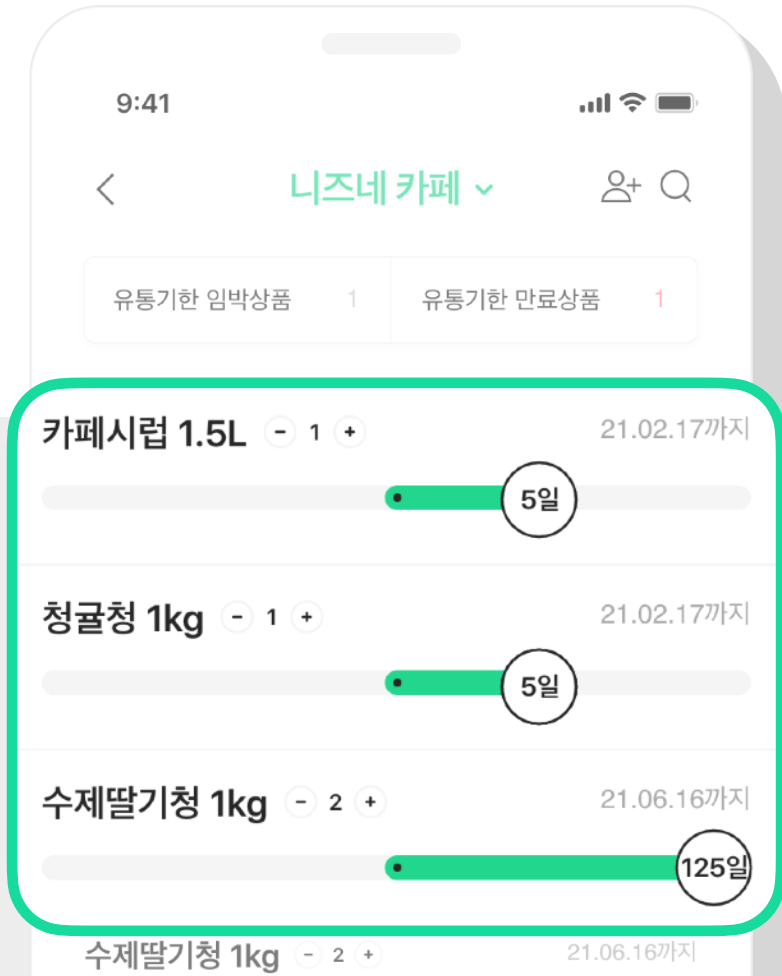 9:41
니즈네 카페
유통기한 임박상품 1 유통기한 만료상품 1
카페시럽 1.5L - 1 + 21.02.17까지
5일
청귤청 1kg - 1 + 21.02.17까지
5일
수제딸기청 1kg - 2 + 21.06.16까지
125일
수제딸기청 1kg - 2 + 21.06.16까지